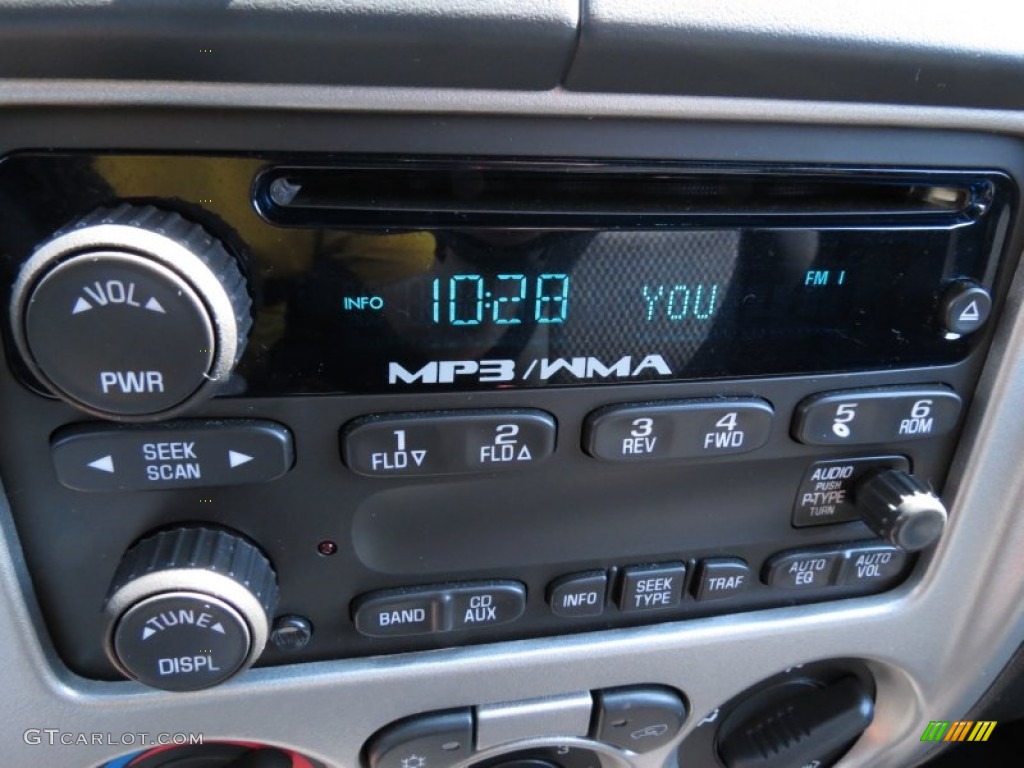 VOL
PWR
INFO 10:28 YOU FM 1
MP3/WMA
SEEK
SCAN
1
FLD
2
FLD
3
REV
4
FWD
5
6
RDM
AUDIO
PUSH
P-TYPE
TURN
TUNE
DISPL
BAND
CD
AUX
INFO
SEEK
TYPE
TRAF
AUTO
EQ
AUTO
VOL
3
GTCARLOT.COM